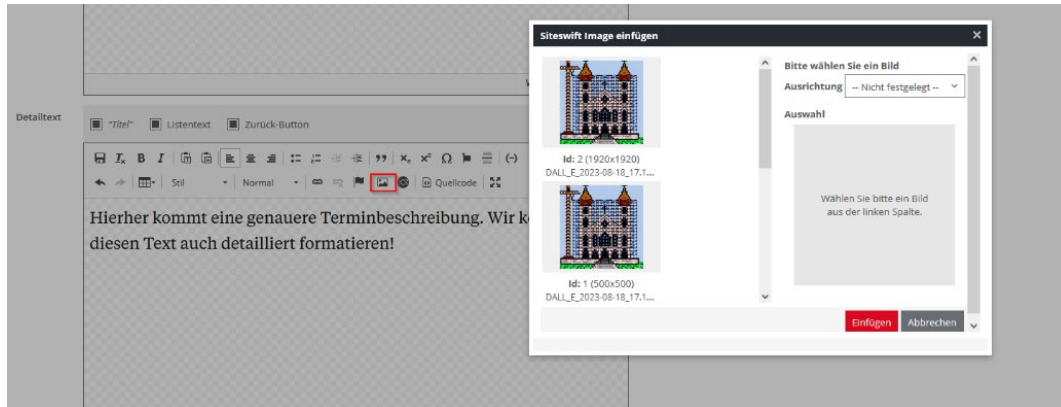 Detailtext
"Titel" Listentext Zurück-Button
Stil Normal Quellcode
Hierher kommt eine genauere Terminbeschreibung. Wir
diesen Text auch detailliert formatieren!
Siteswift Image einfügen
Id: 2 (1920x1920)
DALL_E_2023-08-18_17.1...
Id: 1 (500x500)
DALL_E_2023-08-18_17.1...
Bitte wählen Sie ein Bild
Ausrichtung -- Nicht festgelegt --
Auswahl
Wählen Sie bitte ein Bild
aus der linken Spalte.
Einfügen Abbrechen